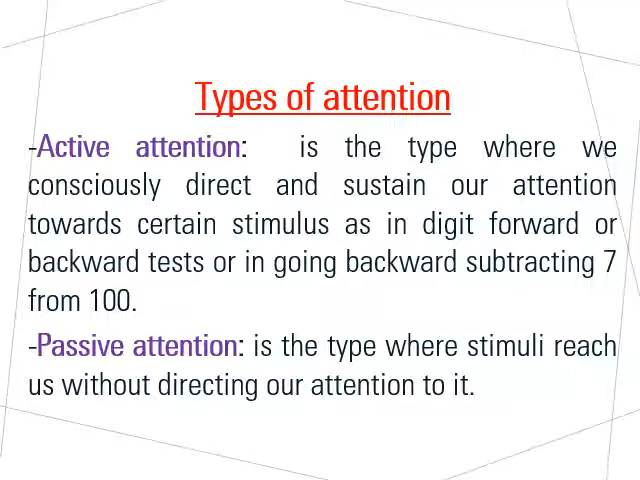 Types of attention
-Active attention: is the type where we
consciously direct and sustain our attention
towards certain stimulus as in digit forward or
backward tests or in going backward subtracting 7
from 100.
-Passive attention: is the type where stimuli reach
us without directing our attention to it.